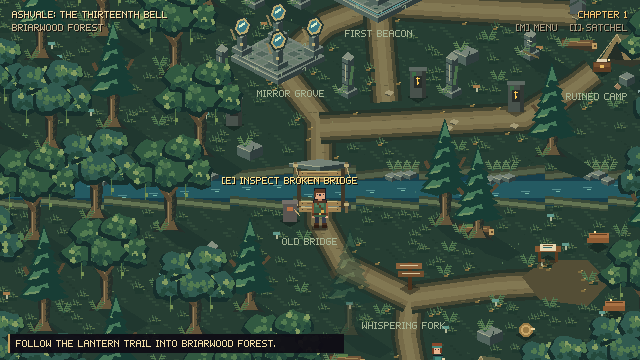 ASHVALE: THE THIRTEENTH BELL
BRIARWOOD FOREST
CHAPTER 1
[M] MENU [I] SATCHEL
FIRST BEACON
MIRROR GROVE
RUINED CAMP
[E] INSPECT BROKEN BRIDGE
OLD BRIDGE
WHISPERING FORK
FOLLOW THE LANTERN TRAIL INTO BRIARWOOD FOREST.